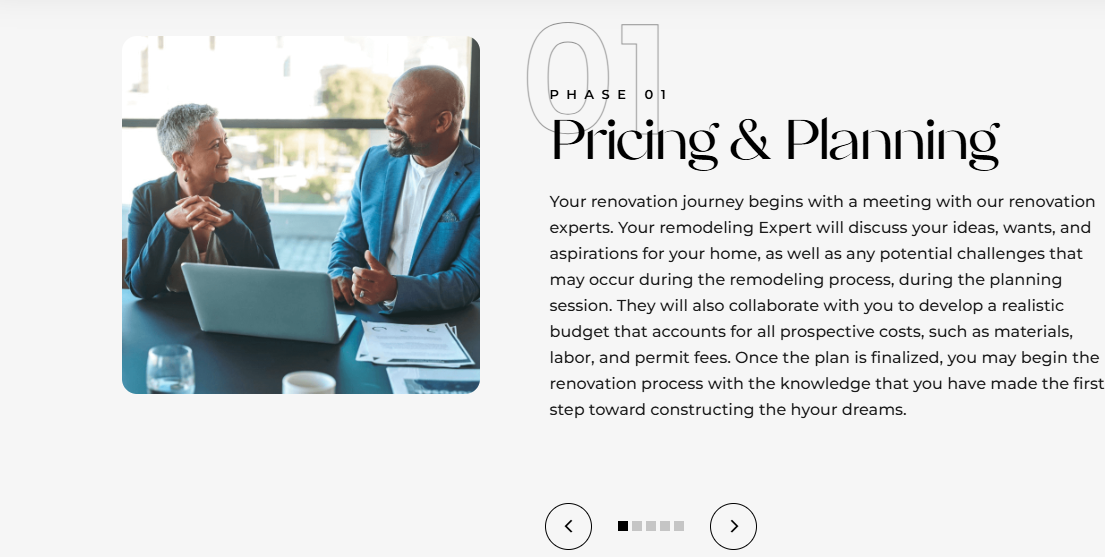 01
PHASE 01
Pricing & Planning
Your renovation journey begins with a meeting with our renovation
experts. Your remodeling Expert will discuss your ideas, wants, and
aspirations for your home, as well as any potential challenges that
may occur during the remodeling process, during the planning
session. They will also collaborate with you to develop a realistic
budget that accounts for all prospective costs, such as materials,
labor, and permit fees. Once the plan is finalized, you may begin the
renovation process with the knowledge that you have made the first
step toward constructing the hyour dreams.